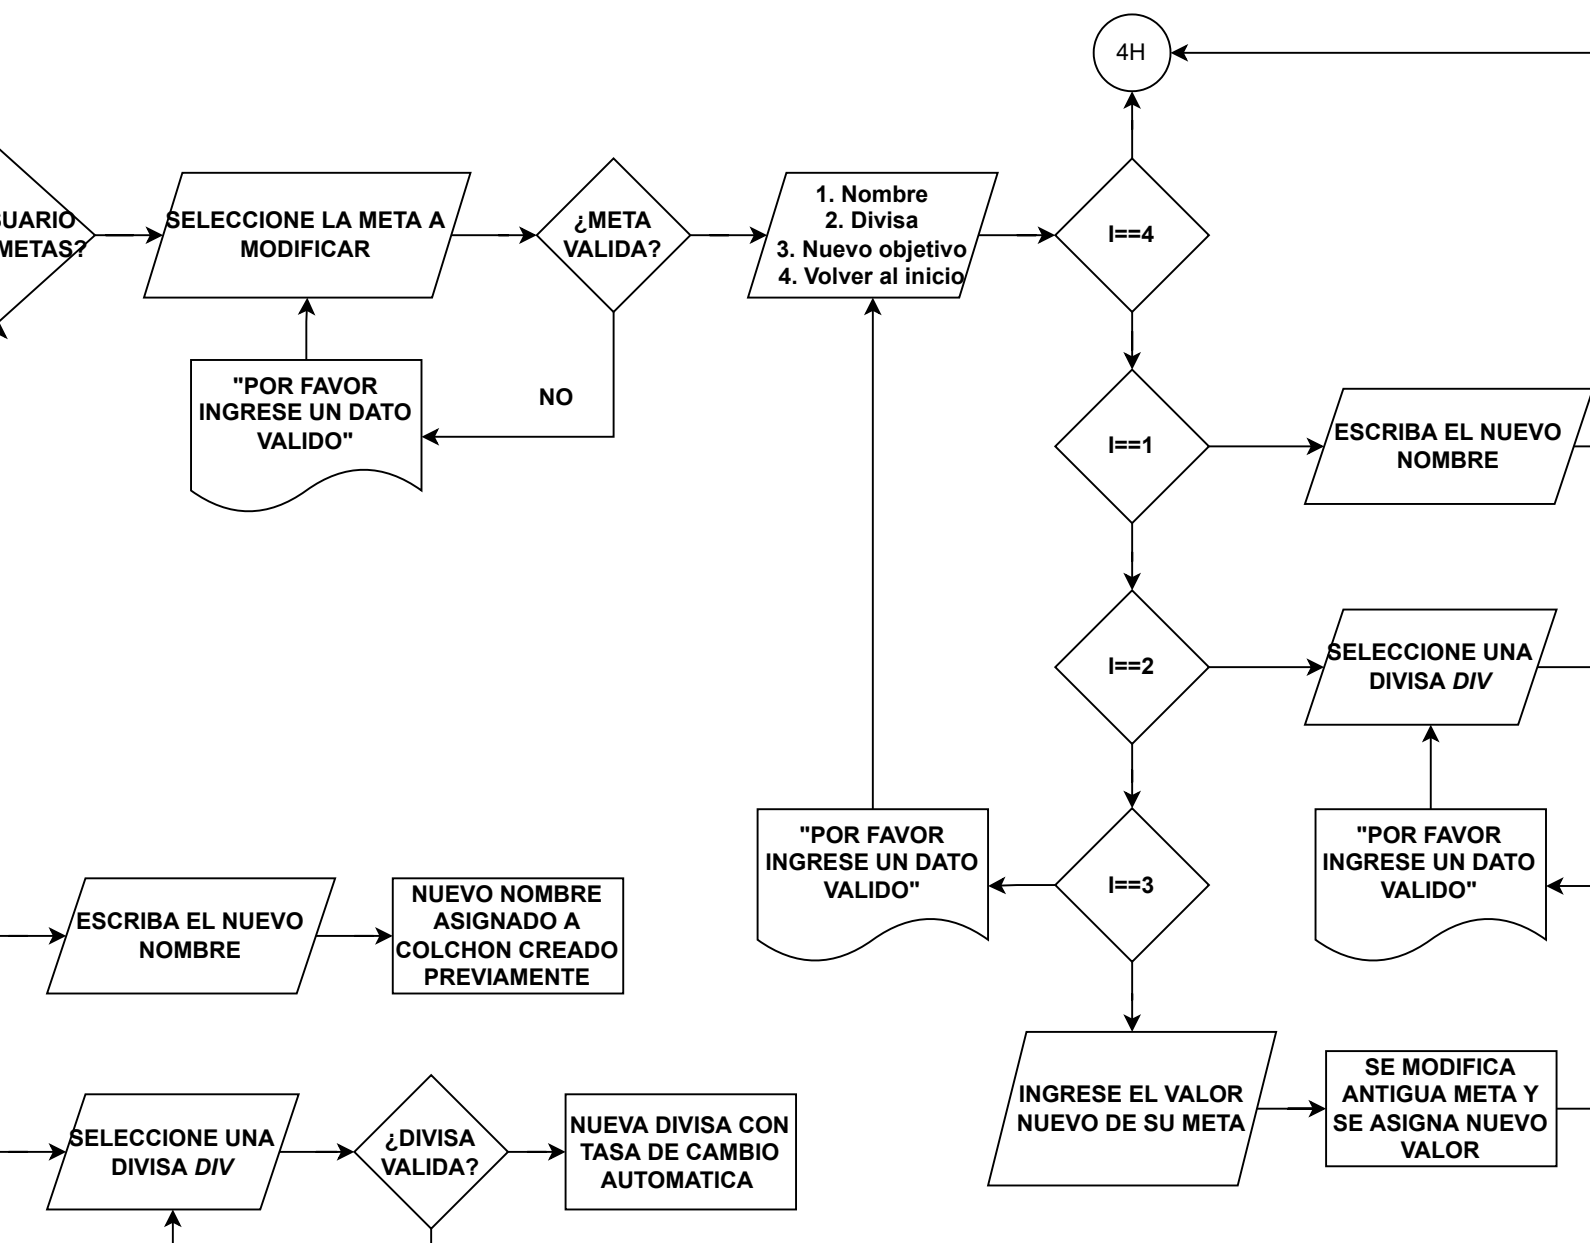 4H
UARIO
METAS?
SELECCIONE LA META A
MODIFICAR
¿META
VALIDA?
1. Nombre
2. Divisa
3. Nuevo objetivo
4. Volver al inicio
I==4
"POR FAVOR
INGRESE UN DATO
VALIDO"
NO
I==1
ESCRIBA EL NUEVO
NOMBRE
I==2
SELECCIONE UNA
DIVISA DIV
"POR FAVOR
INGRESE UN DATO
VALIDO"
I==3
"POR FAVOR
INGRESE UN DATO
VALIDO"
ESCRIBA EL NUEVO
NOMBRE
NUEVO NOMBRE
ASIGNADO A
COLCHON CREADO
PREVIAMENTE
INGRESE EL VALOR
NUEVO DE SU META
SE MODIFICA
ANTIGUA META Y
SE ASIGNA NUEVO
VALOR
SELECCIONE UNA
DIVISA DIV
¿DIVISA
VALIDA?
NUEVA DIVISA CON
TASA DE CAMBIO
AUTOMATICA